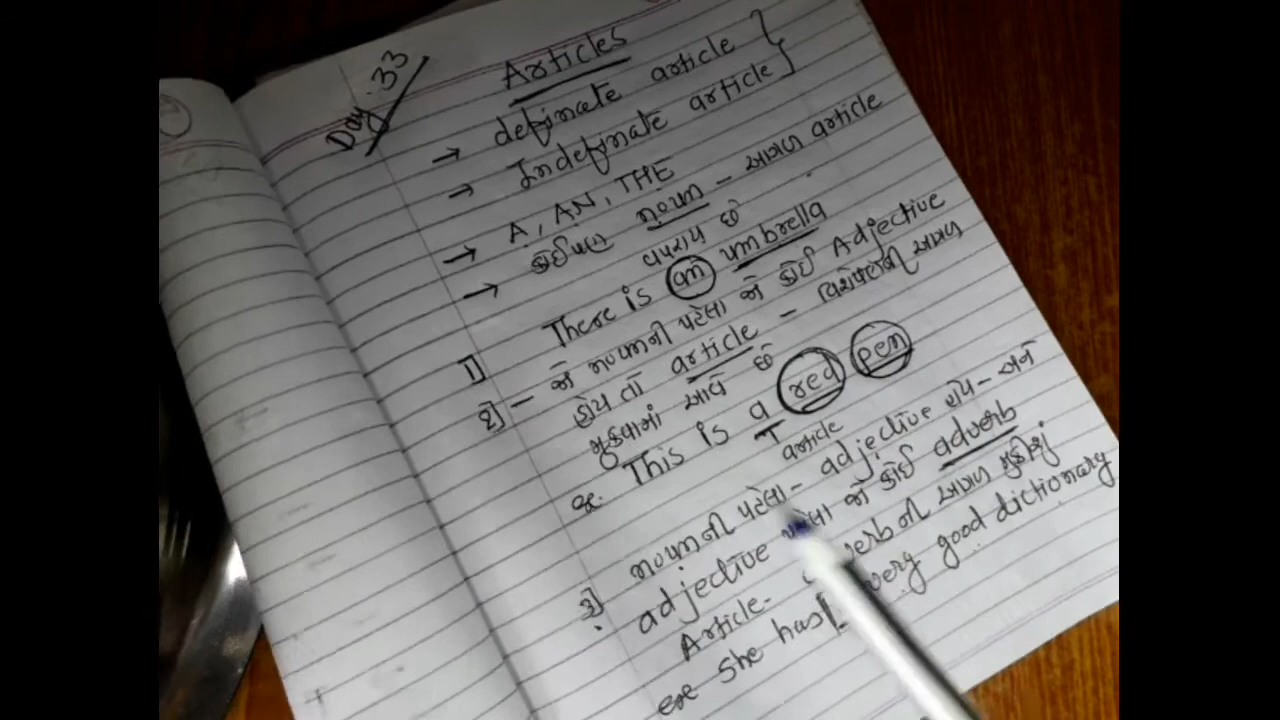 Day. 33
Articles
→ definate article
→ Indefinate article
→ A, AN, THE
→ કોઈપણ noun - આગળ article
વપરાય છે
1) There is an umbrella
૨) - જો nounની પહેલા જો કોઈ Adjective
હોય તો article - વિશેષણની આગળ
મુકવામાં આવે છે
ex. This is a red pen
article
૩) nounની પહેલા - adjective હોય - અને
adjective પહેલા જો કોઈ adverb
Article - ની આગળ મુકીશું
ex She has very good dictionary